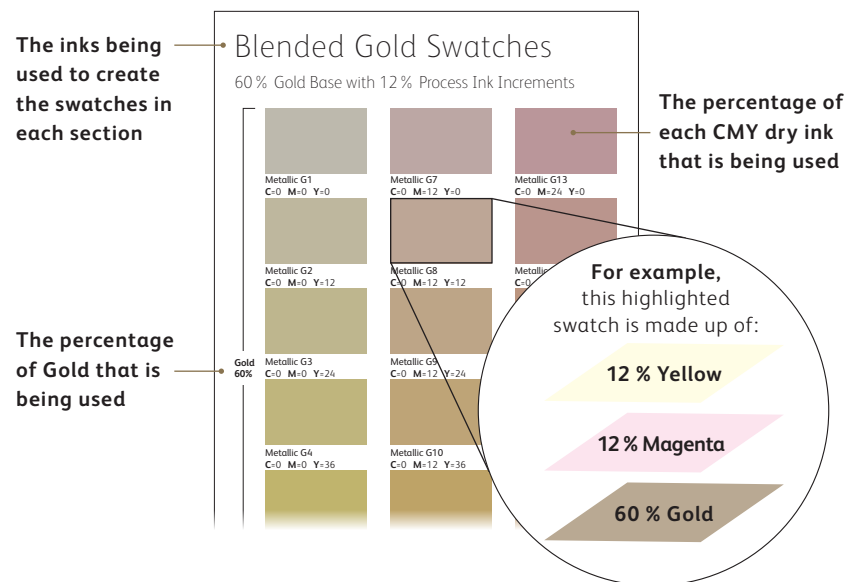 The inks being
used to create
the swatches in
each section
Blended Gold Swatches
60 % Gold Base with 12 % Process Ink Increments
The percentage of
each CMY dry ink
that is being used
Metallic G1
C=0 M=0 Y=0
Metallic G7
C=0 M=12 Y=0
Metallic G13
C=0 M=24 Y=0
Metallic G2
C=0 M=0 Y=12
Metallic G8
C=0 M=12 Y=12
The percentage
of Gold that is
being used
Gold
60%
Metallic G3
C=0 M=0 Y=24
Metallic G9
C=0 M=12 Y=24
Metallic G4
C=0 M=0 Y=36
Metallic G10
C=0 M=12 Y=36
For example,
this highlighted
swatch is made up of:
12 % Yellow
12 % Magenta
60 % Gold